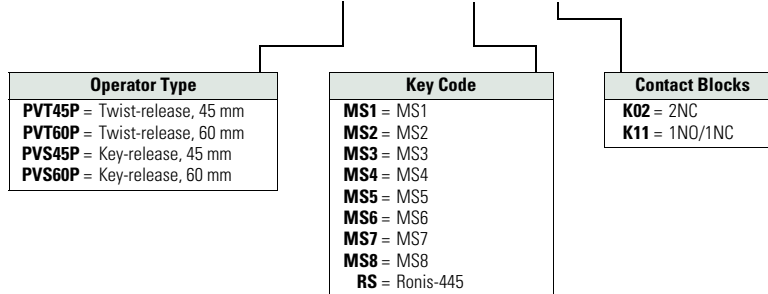 Operator Type
PVT45P = Twist-release, 45 mm
PVT60P = Twist-release, 60 mm
PVS45P = Key-release, 45 mm
PVS60P = Key-release, 60 mm
Key Code
MS1 = MS1
MS2 = MS2
MS3 = MS3
MS4 = MS4
MS5 = MS5
MS6 = MS6
MS7 = MS7
MS8 = MS8
RS = Ronis-445
Contact Blocks
K02 = 2NC
K11 = 1NO/1NC